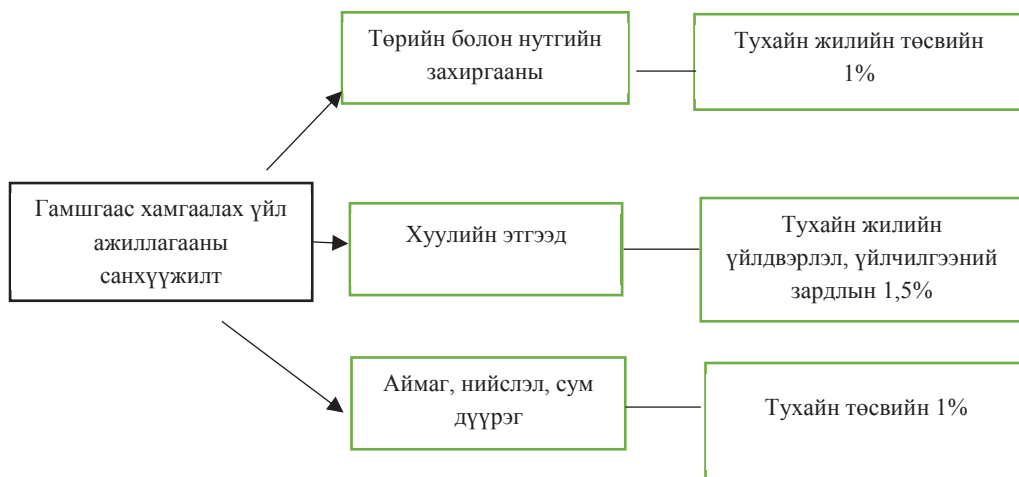 Төрийн болон нутгийн
захиргааны
Тухайн жилийн төсвийн
1%
Гамшгаас хамгаалах үйл
ажиллагааны
санхүүжилт
Хуулийн этгээд
Тухайн жилийн
үйлдвэрлэл, үйлчилгээний
зардлын 1,5%
Аймаг, нийслэл, сум
дүүрэг
Тухайн төсвийн 1%